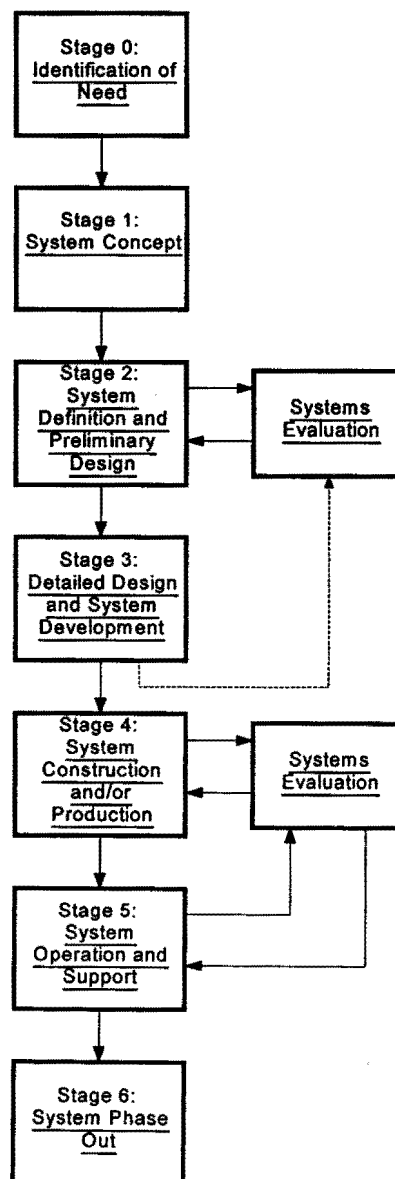 Stage 0:
Identification of
Need
Stage 1:
System Concept
Stage 2:
System
Definition and
Preliminary
Design
Systems
Evaluation
Stage 3:
Detailed Design
and System
Development
Stage 4:
System
Construction
and/or
Production
Systems
Evaluation
Stage 5:
System
Operation and
Support
Stage 6:
System Phase
Out